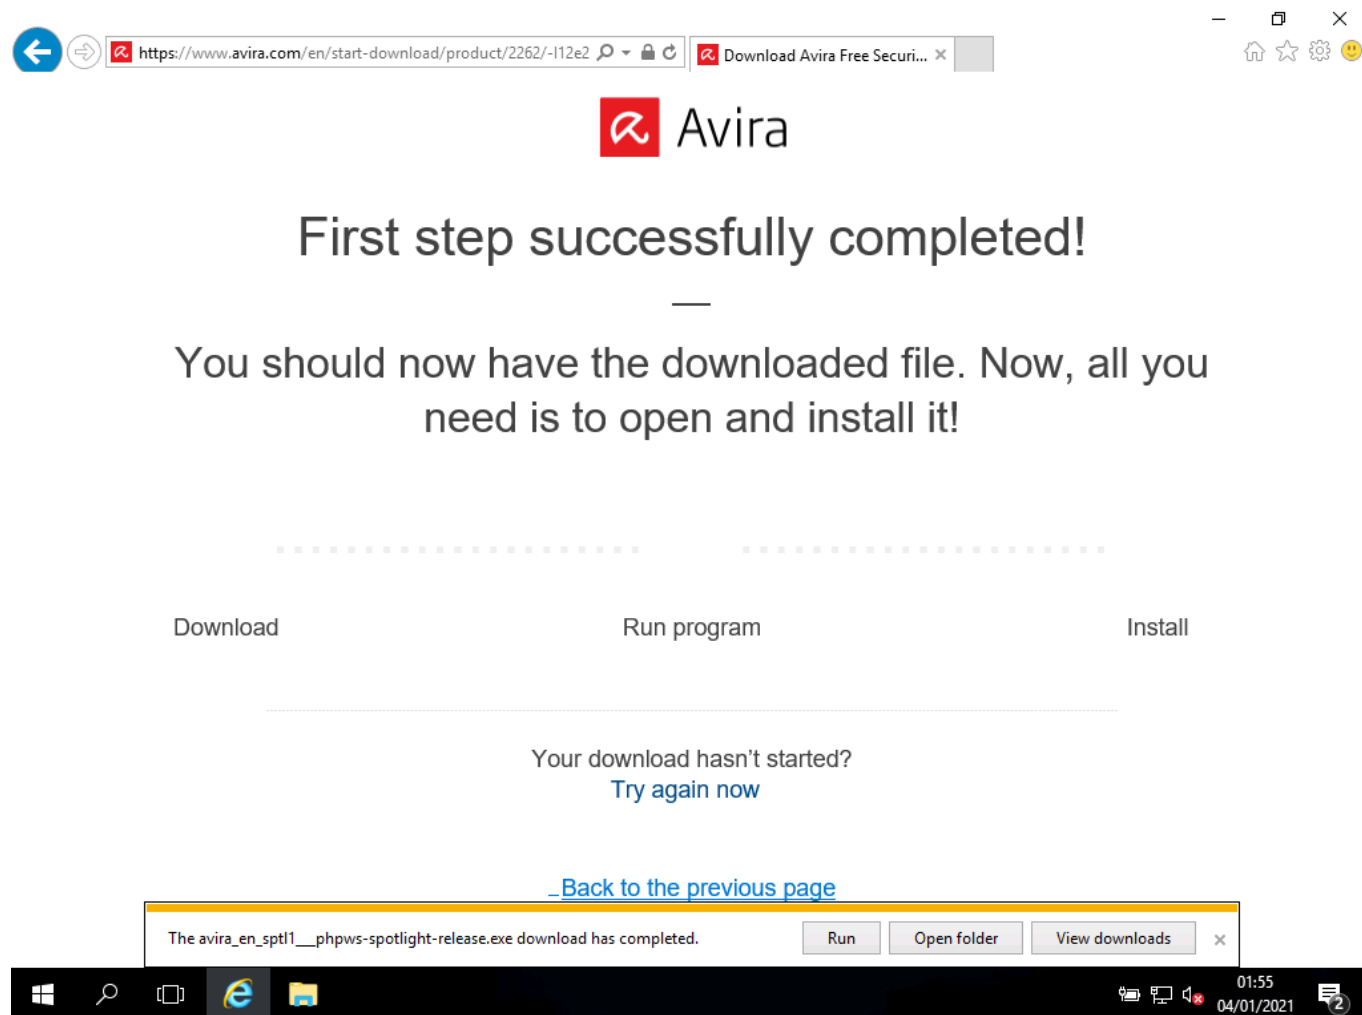 https://www.avira.com/en/start-download/product/2262/-l12e2
Download Avira Free Securi...
Avira
First step successfully completed!
You should now have the downloaded file. Now, all you
need is to open and install it!
Download
Run program
Install
Your download hasn't started?
Try again now
Back to the previous page
The avira_en_sptl1___phpws-spotlight-release.exe download has completed.
Run
Open folder
View downloads
01:55
04/01/2021
2